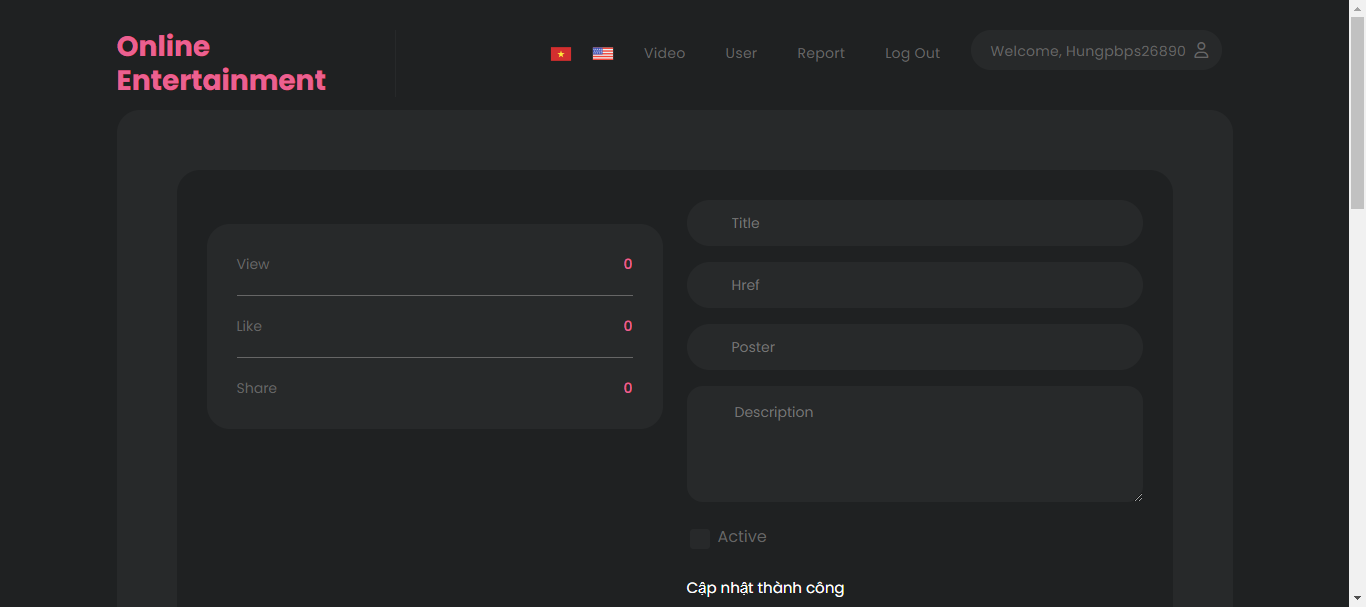 Online
Entertainment
Video
User
Report
Log Out
Welcome, Hungpbps26890
View 0
Like 0
Share 0
Title
Href
Poster
Description
Active
Cập nhật thành công